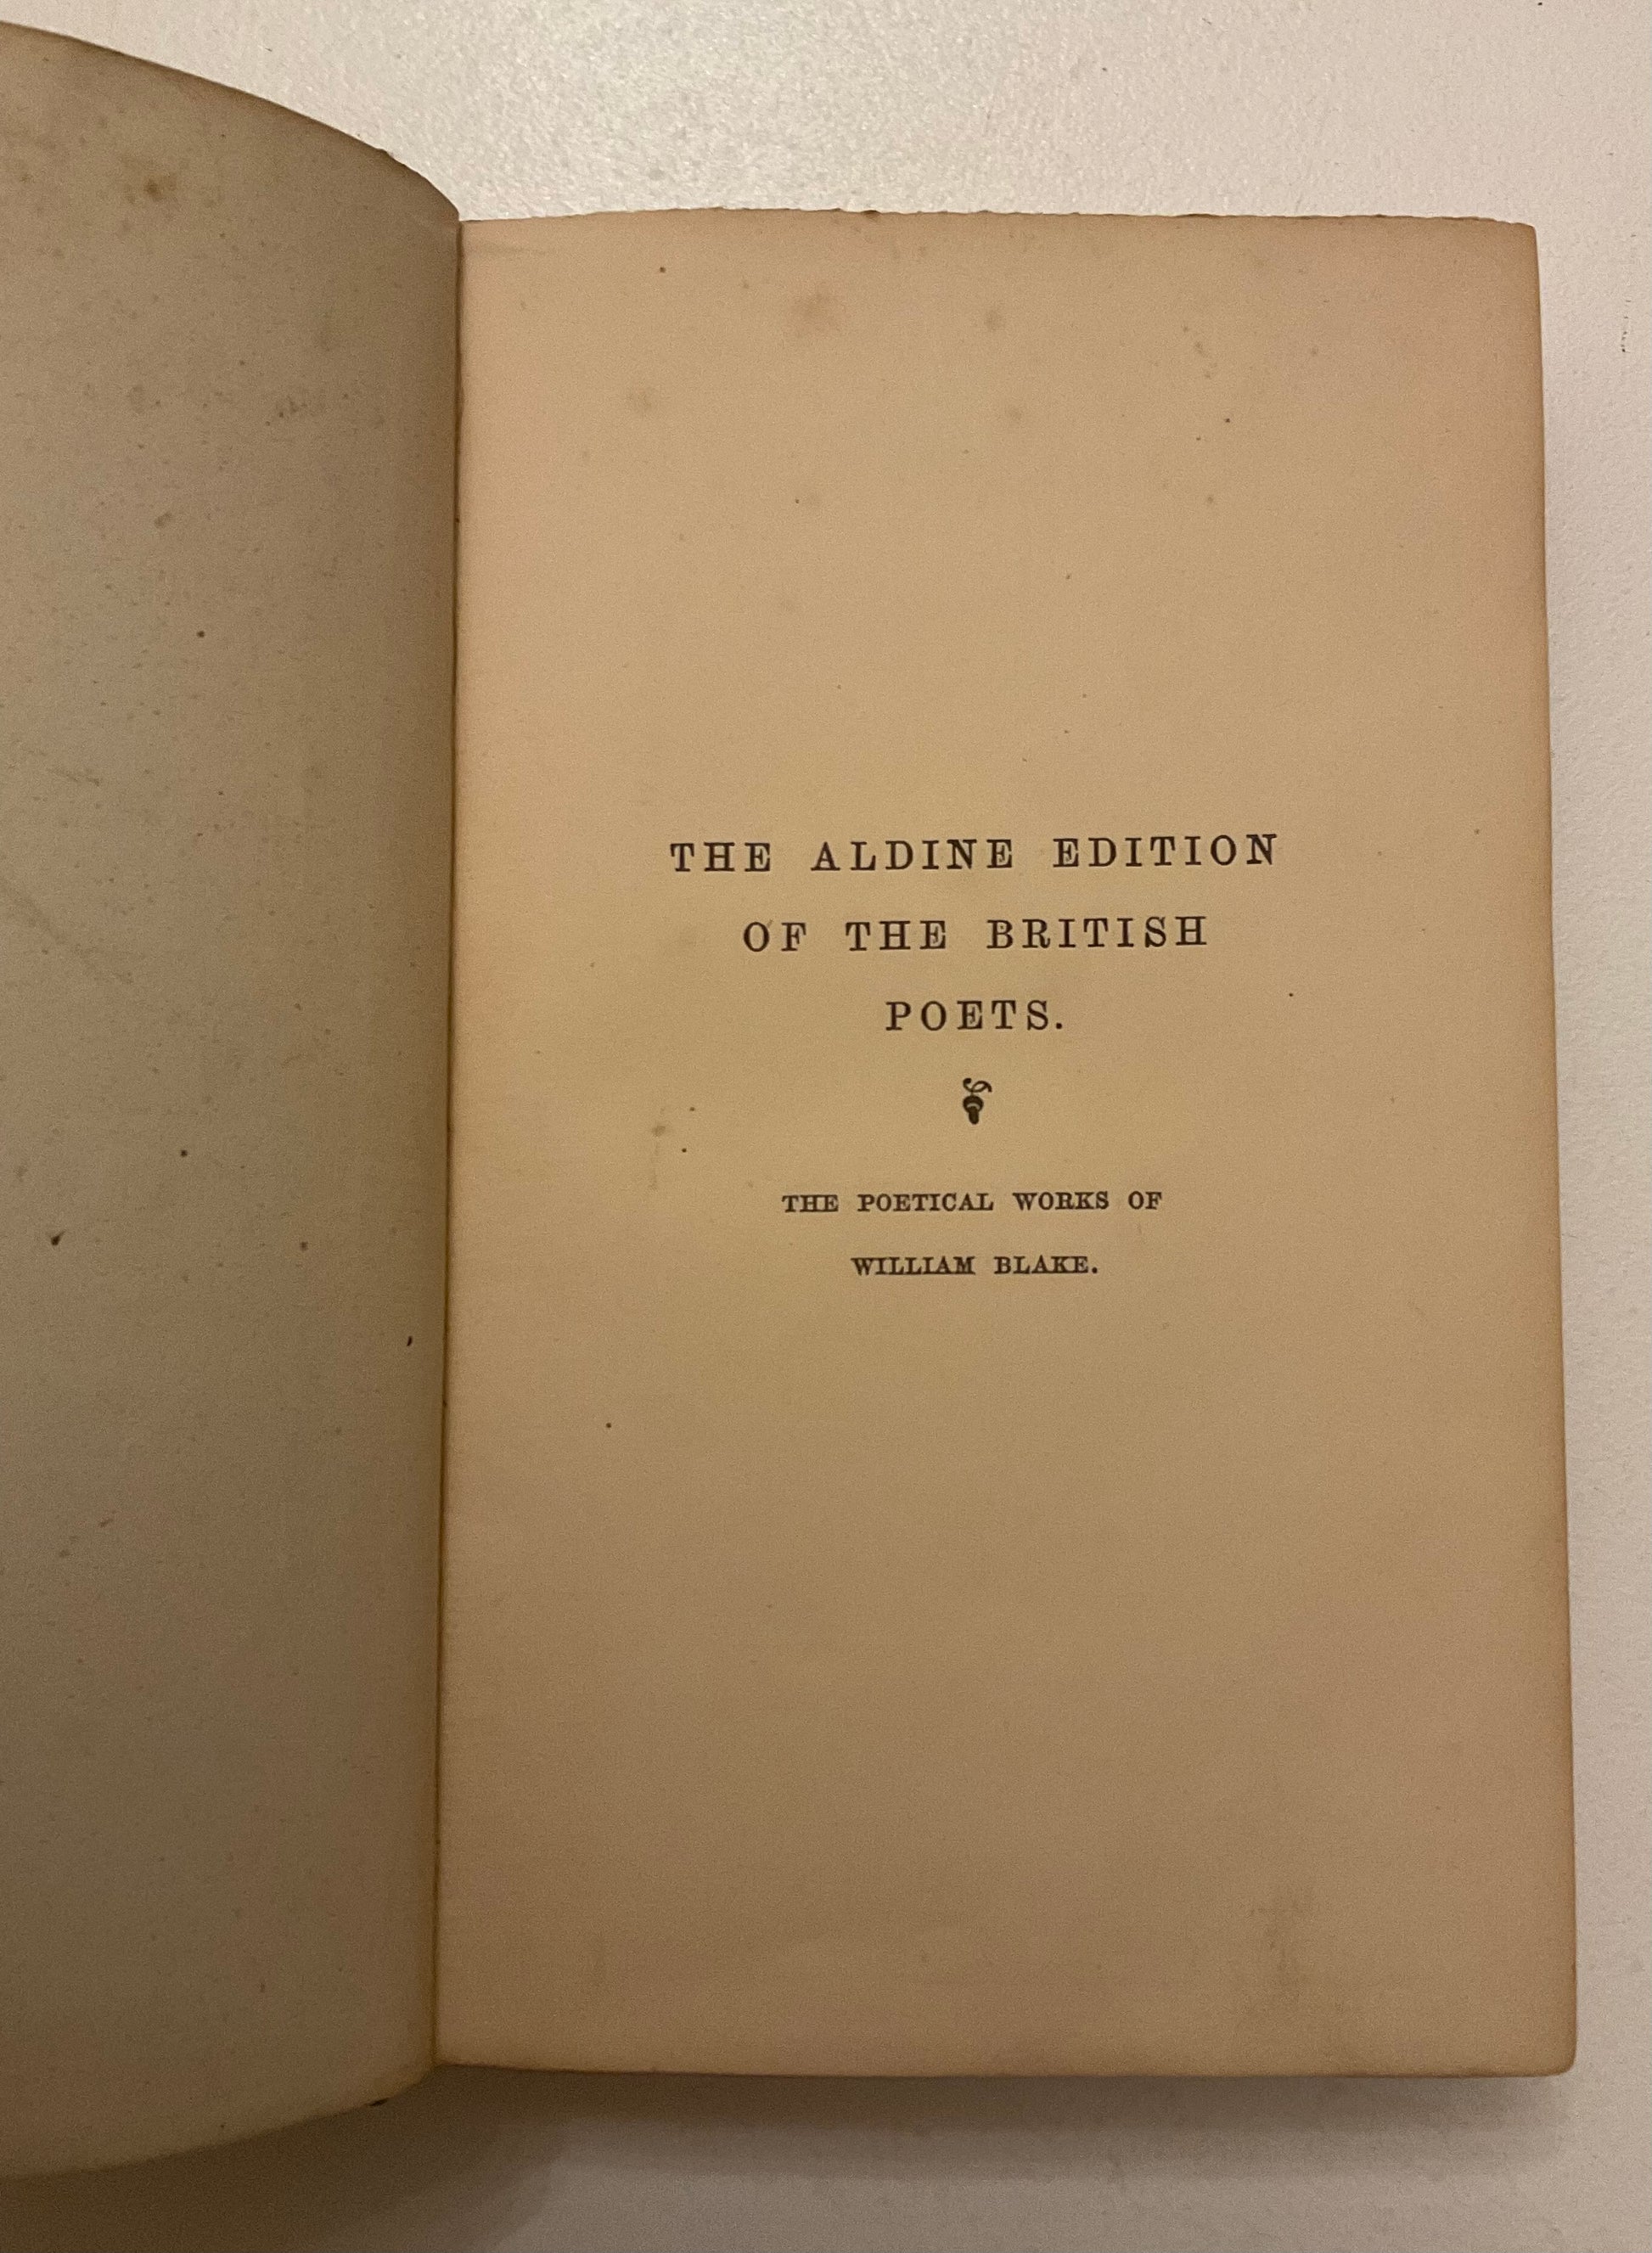 THE ALDINE EDITION
OF THE BRITISH
POETS.
THE POETICAL WORKS OF
WILLIAM BLAKE.